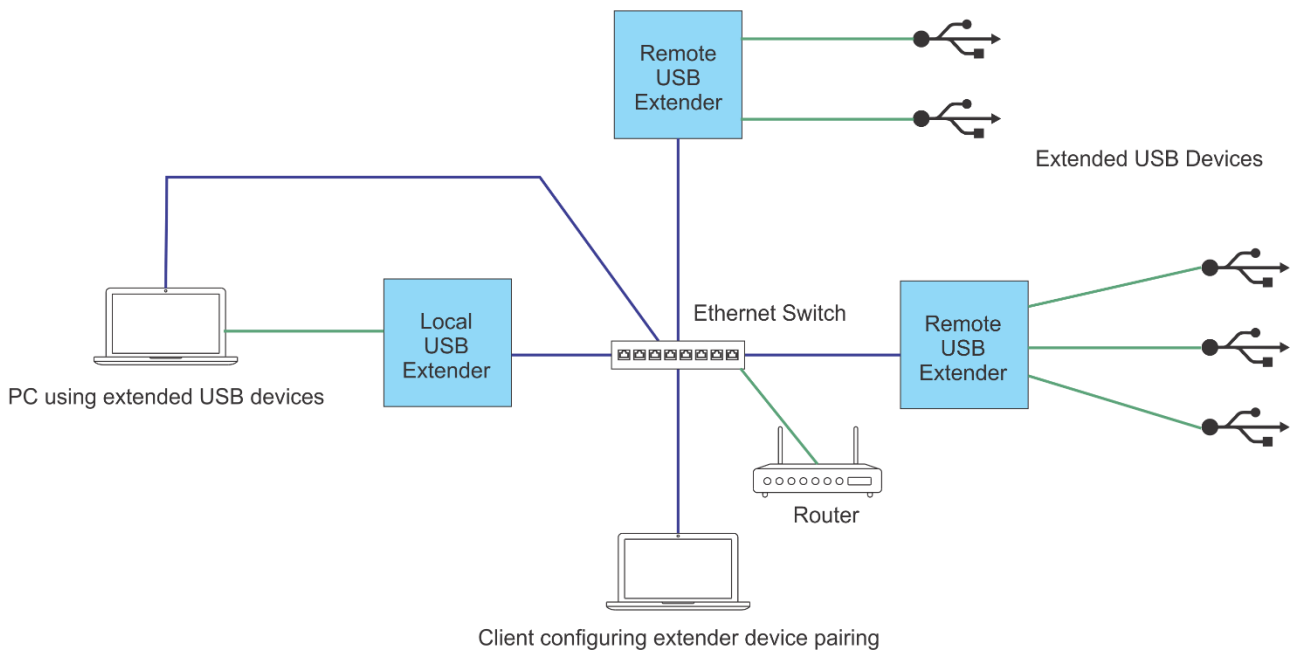 Remote
USB
Extender
Extended USB Devices
Ethernet Switch
Local
USB
Extender
Remote
USB
Extender
PC using extended USB devices
Router
Client configuring extender device pairing